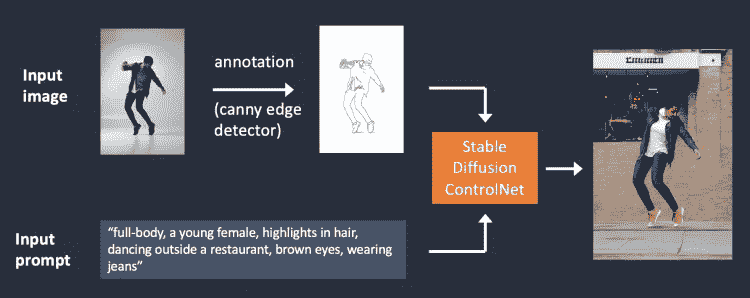 Input
image
annotation
(canny edge
detector)
Stable
Diffusion
ControlNet
Input
prompt
“full-body, a young female, highlights in hair,
dancing outside a restaurant, brown eyes, wearing
jeans”